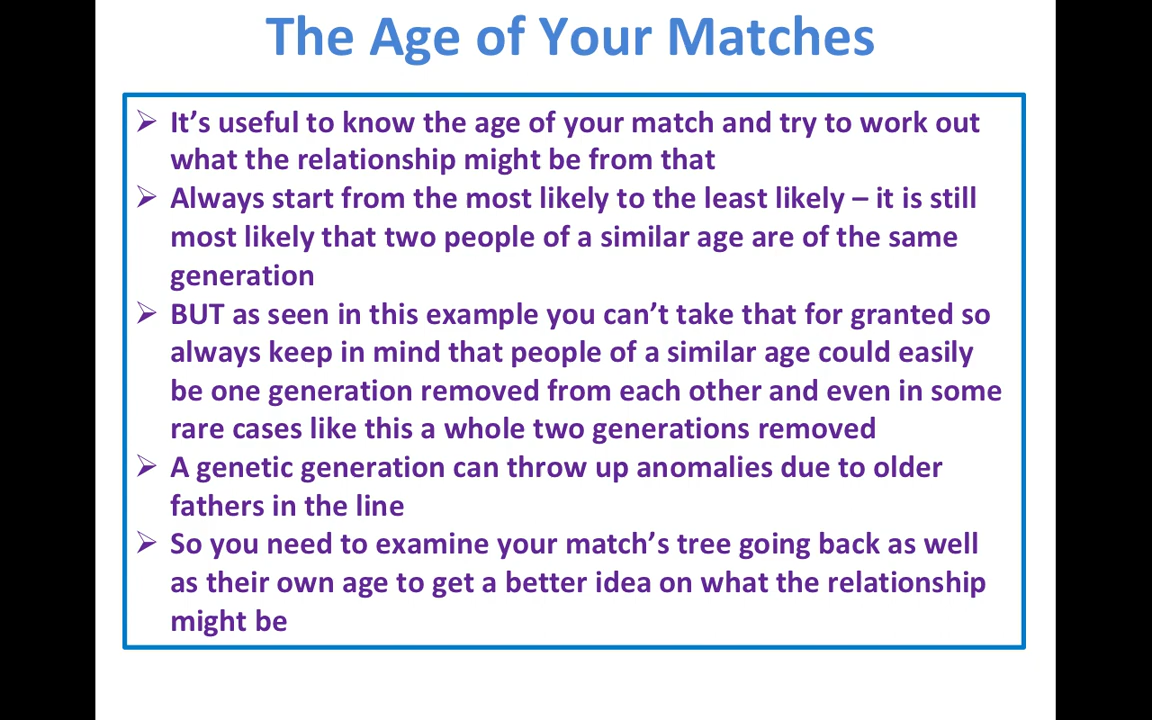 The Age of Your Matches
➢ It’s useful to know the age of your match and try to work out
what the relationship might be from that
➢ Always start from the most likely to the least likely – it is still
most likely that two people of a similar age are of the same
generation
➢ BUT as seen in this example you can’t take that for granted so
always keep in mind that people of a similar age could easily
be one generation removed from each other and even in some
rare cases like this a whole two generations removed
➢ A genetic generation can throw up anomalies due to older
fathers in the line
➢ So you need to examine your match’s tree going back as well
as their own age to get a better idea on what the relationship
might be